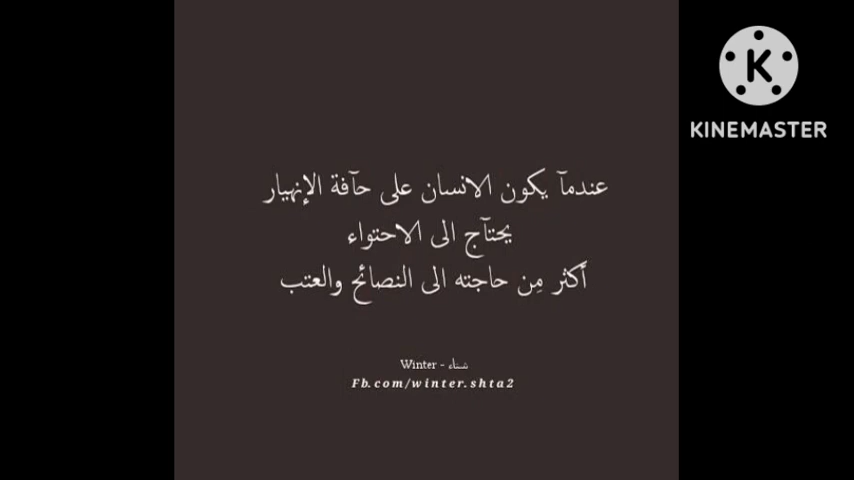 عندمآ يكون الانسان على حآفة الإنهيار
يحتآج الى الاحتواء
أكثر مِن حاجته الى النصائح والعتب
Winter - شتاء
Fb.com/winter.shta2
K
KINEMASTER